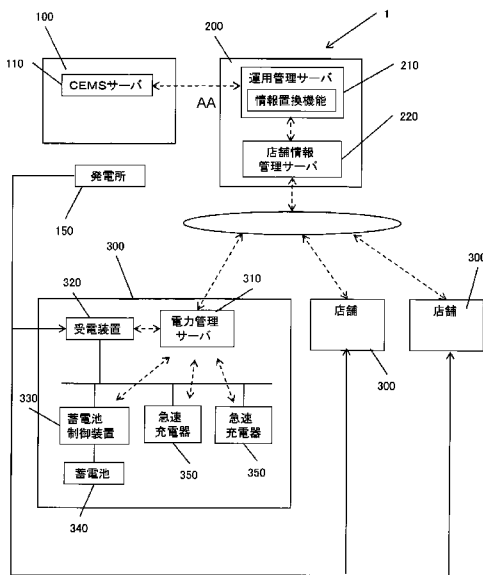 1
100
200
110
CEMSサーバ
AA
運用管理サーバ
情報置換機能
210
店舗情報
管理サーバ
220
発電所
150
300
320
310
受電装置
電力管理
サーバ
店舗
300
店舗
300
330
蓄電池
制御装置
急速
充電器
350
急速
充電器
350
蓄電池
340